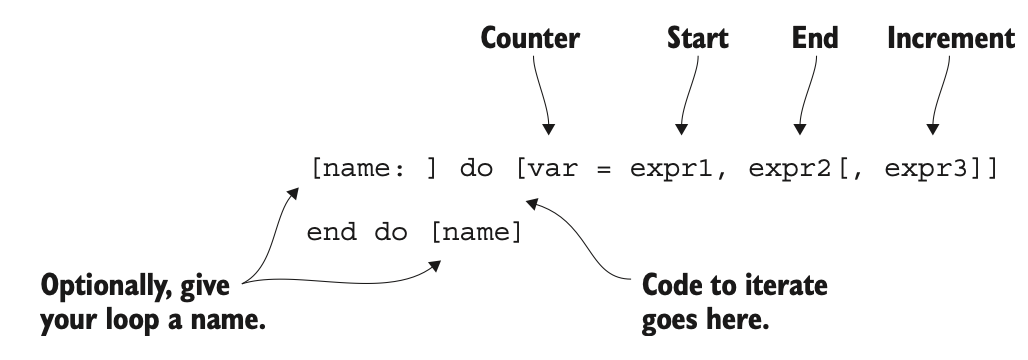 Counter Start End Increment
[name: ] do [var = expr1, expr2[, expr3]]
end do [name]
Optionally, give
your loop a name.
Code to iterate
goes here.